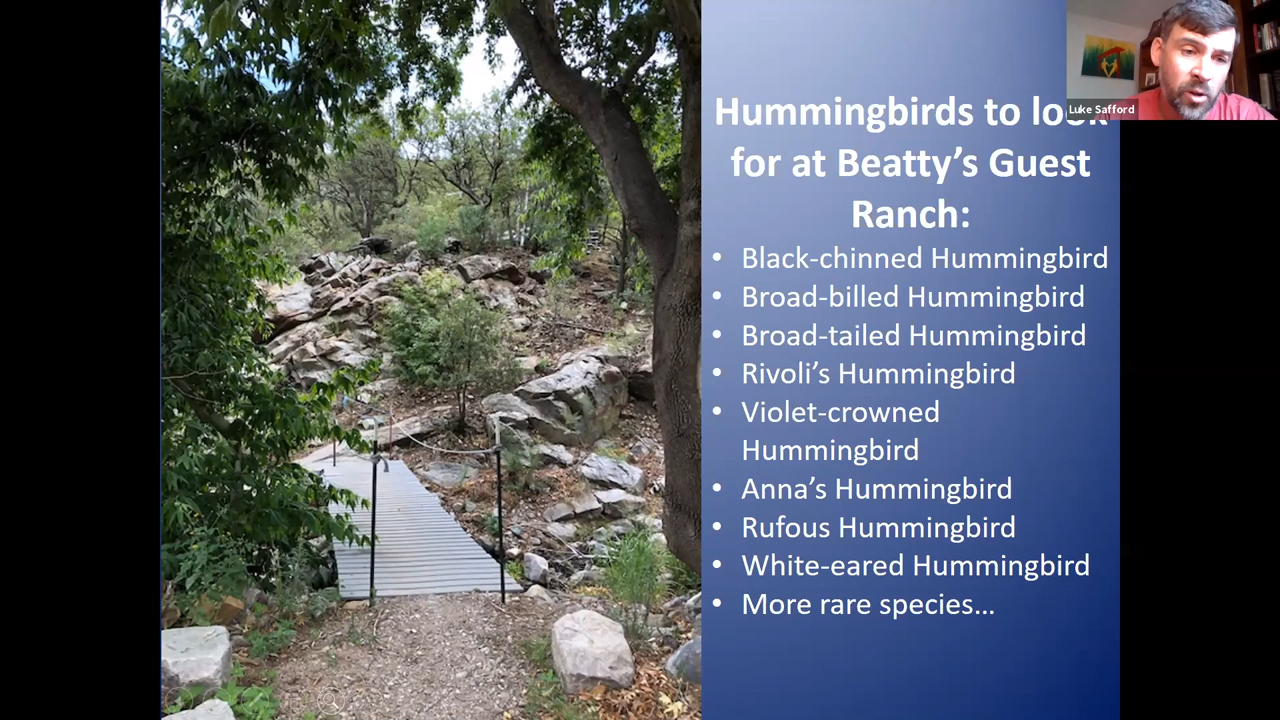 Luke Safford
Hummingbirds to look
for at Beatty's Guest
Ranch:
• Black-chinned Hummingbird
• Broad-billed Hummingbird
• Broad-tailed Hummingbird
• Rivoli's Hummingbird
• Violet-crowned
Hummingbird
• Anna's Hummingbird
• Rufous Hummingbird
• White-eared Hummingbird
• More rare species...